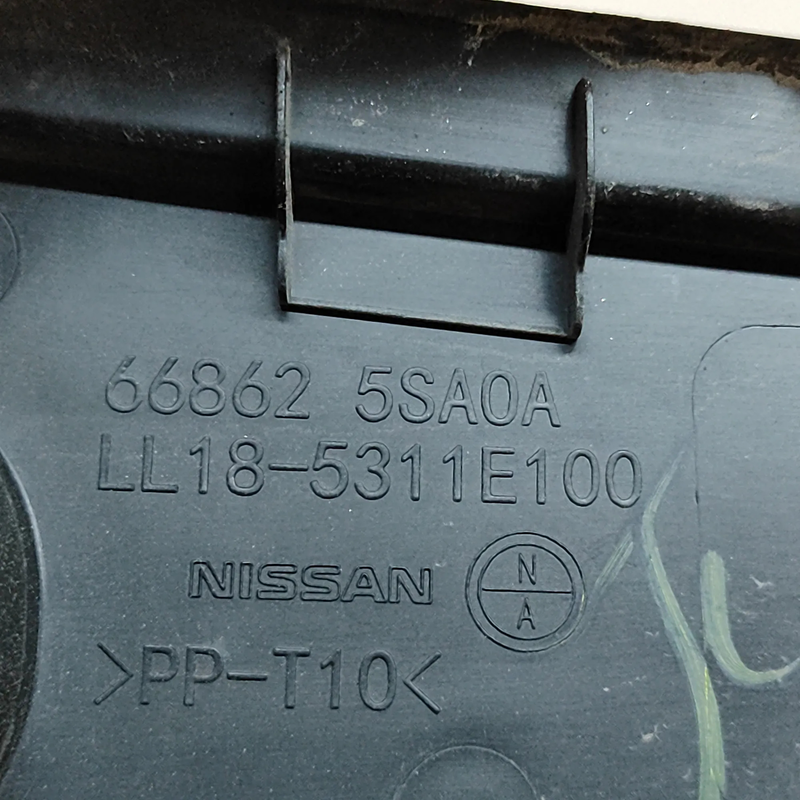 66862 5SA0A
LL18-5311E100
NISSAN
N
A
>PP-T10<